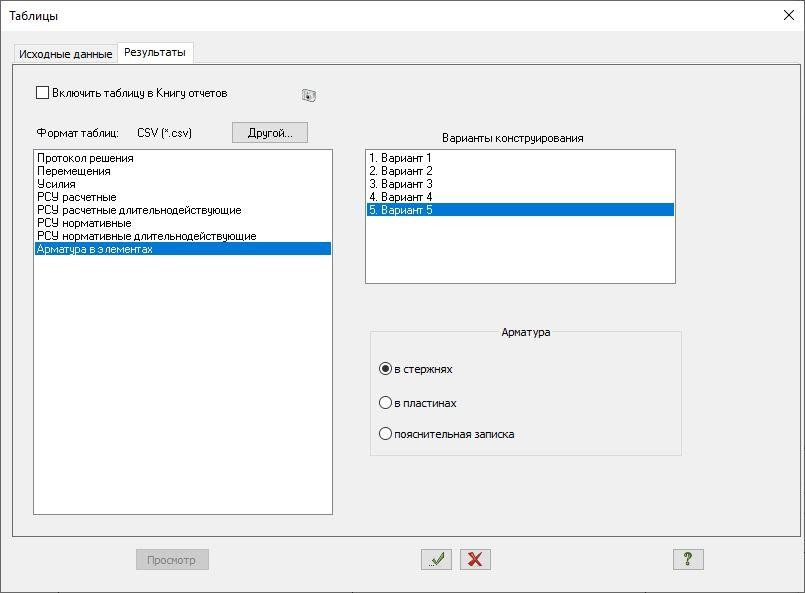 Таблицы
Исходные данные
Результаты
Включить таблицу в Книгу отчетов
Формат таблиц: CSV (*.csv) Другой...
Протокол решения
Перемещения
Усилия
РСУ расчетные
РСУ расчетные длительнодействующие
РСУ нормативные
РСУ нормативные длительнодействующие
Арматура в элементах
Варианты конструирования
1. Вариант 1
2. Вариант 2
3. Вариант 3
4. Вариант 4
5. Вариант 5
Арматура
в стержнях
в пластинах
пояснительная записка
Просмотр
?